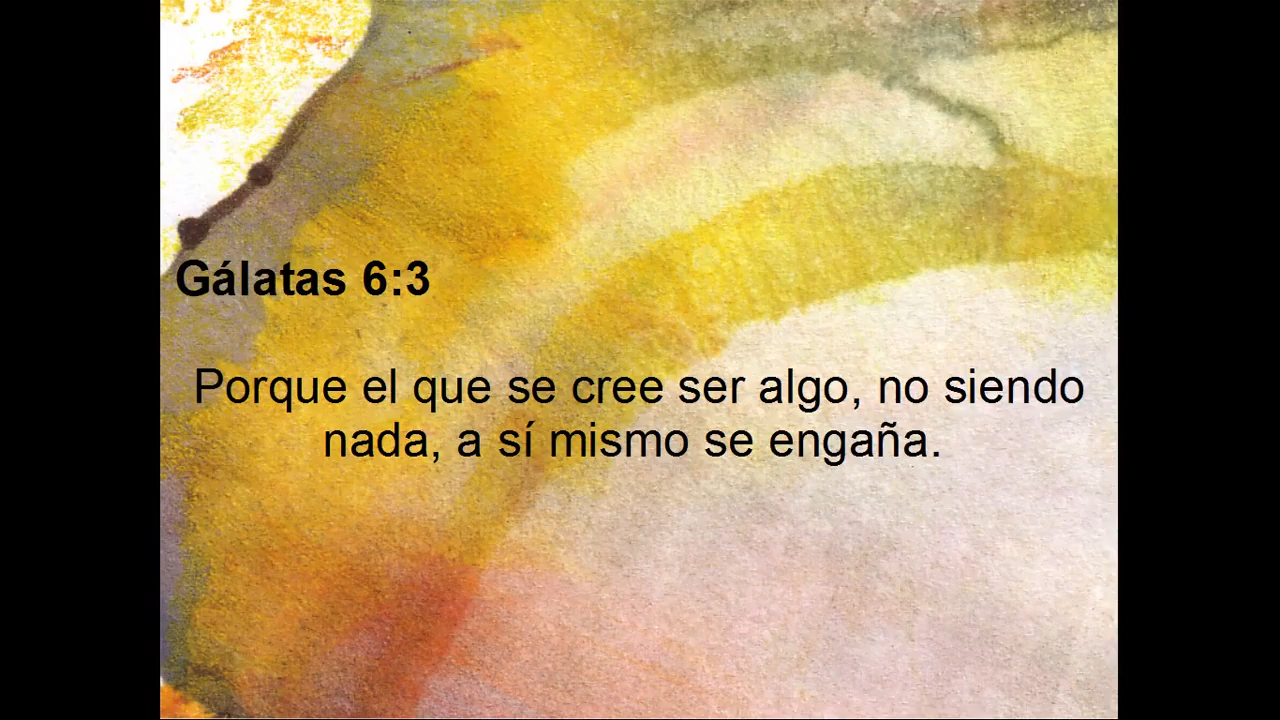 Gálatas 6:3
Porque el que se cree ser algo, no siendo
nada, a sí mismo se engaña.